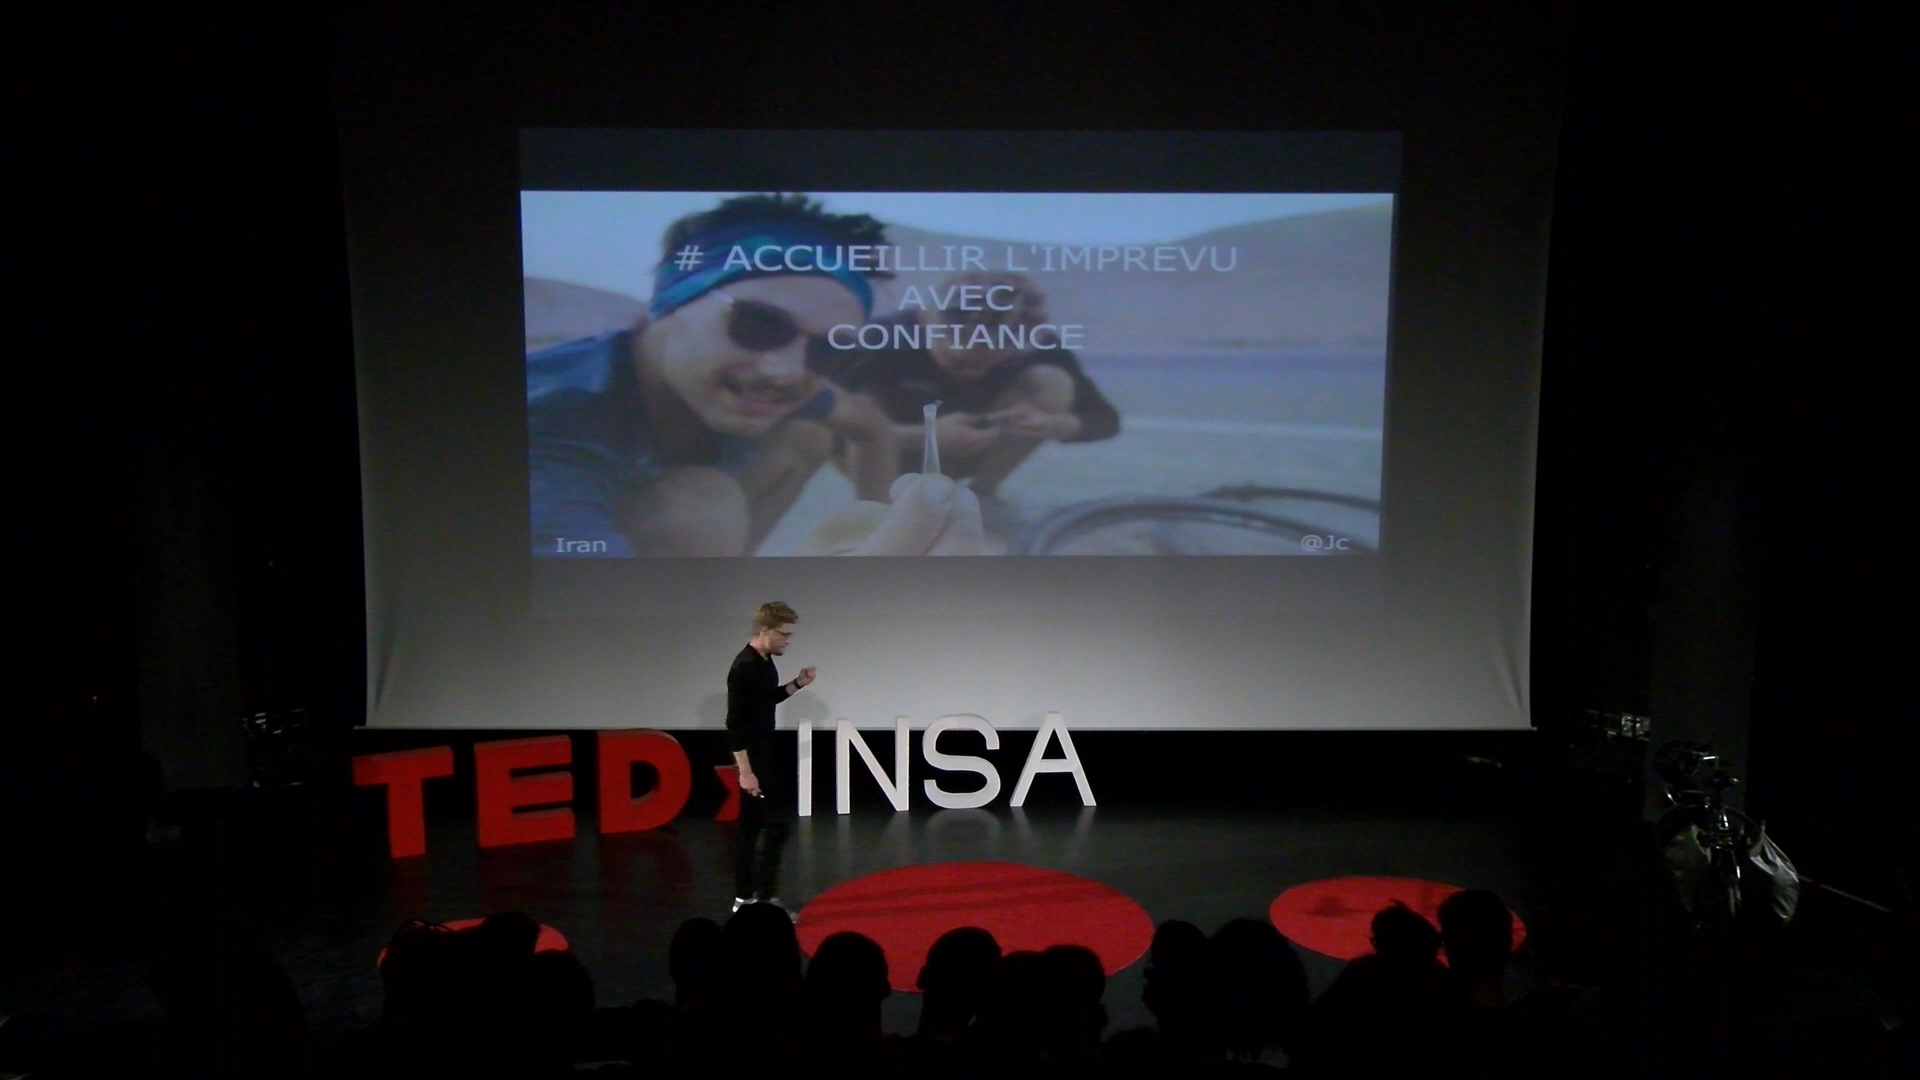 # ACCUEILLIR L'IMPREVU
AVEC
CONFIANCE
Iran
@Jc
TEDx INSA